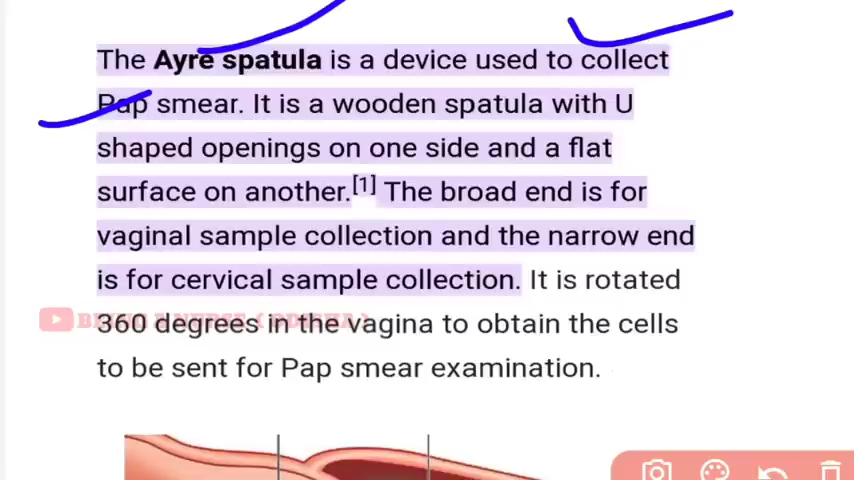 The Ayre spatula is a device used to collect
Pap smear. It is a wooden spatula with U
shaped openings on one side and a flat
surface on another.[1] The broad end is for
vaginal sample collection and the narrow end
is for cervical sample collection. It is rotated
BEING A NURSE ( ODISHA )
360 degrees in the vagina to obtain the cells
to be sent for Pap smear examination.